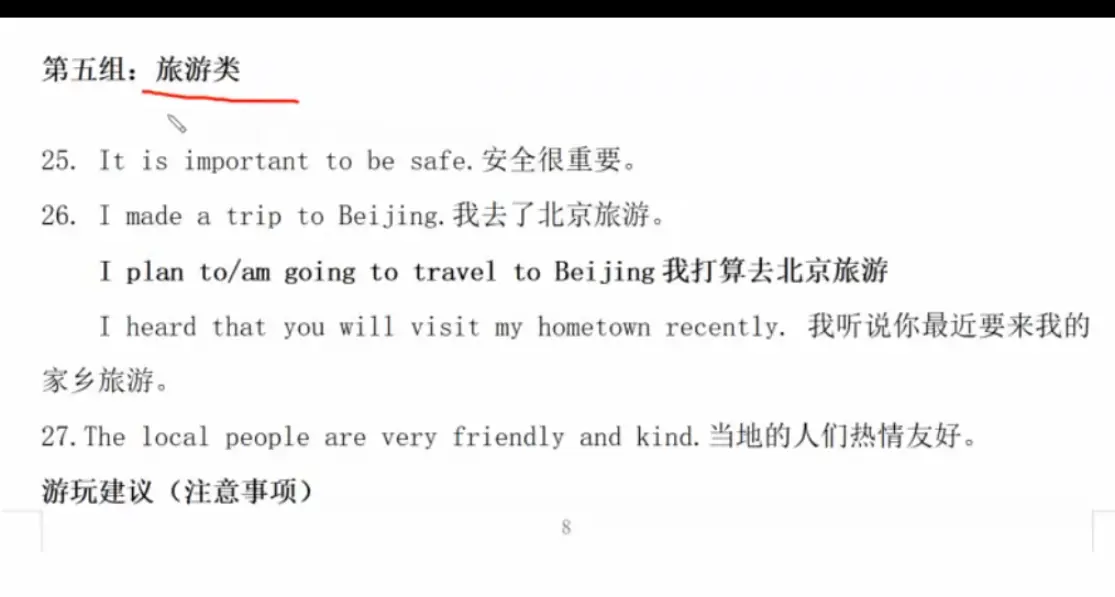 第五组：旅游类
25. It is important to be safe.安全很重要。
26. I made a trip to Beijing.我去了北京旅游。
I plan to/am going to travel to Beijing 我打算去北京旅游
I heard that you will visit my hometown recently. 我听说你最近要来我的
家乡旅游。
27.The local people are very friendly and kind.当地的人们热情友好。
游玩建议（注意事项）
8